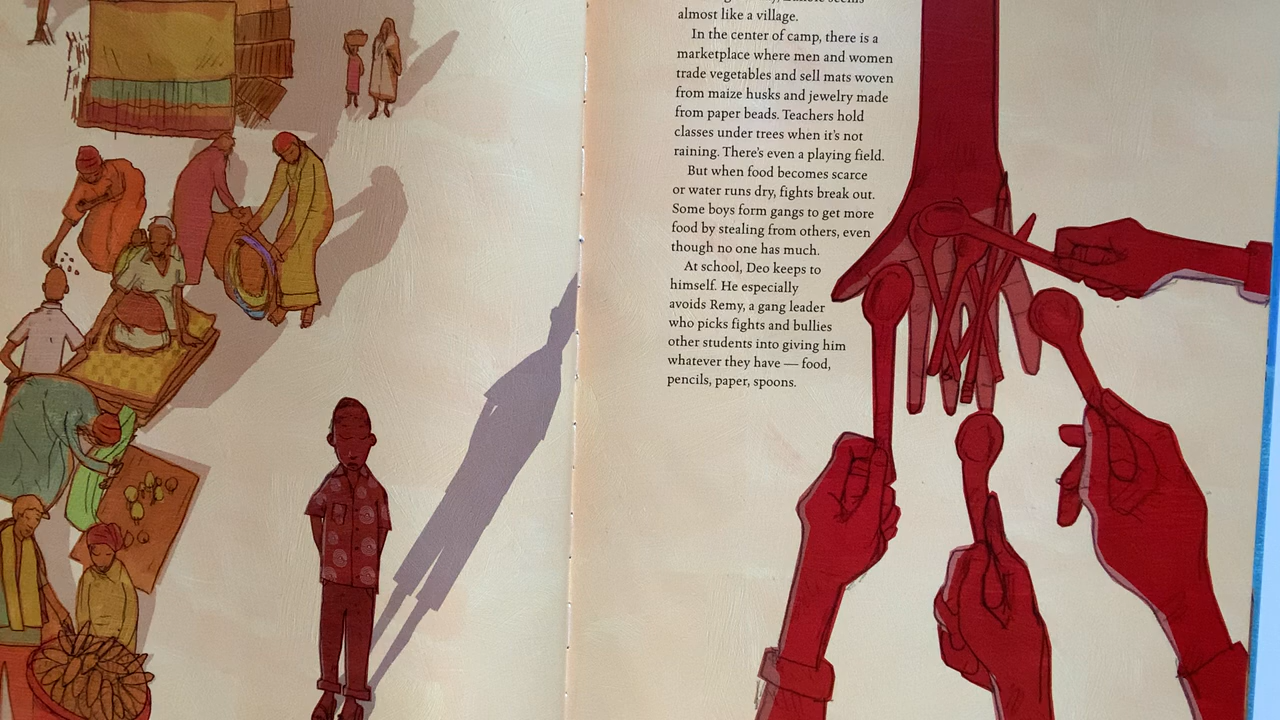 almost like a village.
In the center of camp, there is a
marketplace where men and women
trade vegetables and sell mats woven
from maize husks and jewelry made
from paper beads. Teachers hold
classes under trees when it's not
raining. There's even a playing field.
But when food becomes scarce
or water runs dry, fights break out.
Some boys form gangs to get more
food by stealing from others, even
though no one has much.
At school, Deo keeps to
himself. He especially
avoids Remy, a gang leader
who picks fights and bullies
other students into giving him
whatever they have — food,
pencils, paper, spoons.